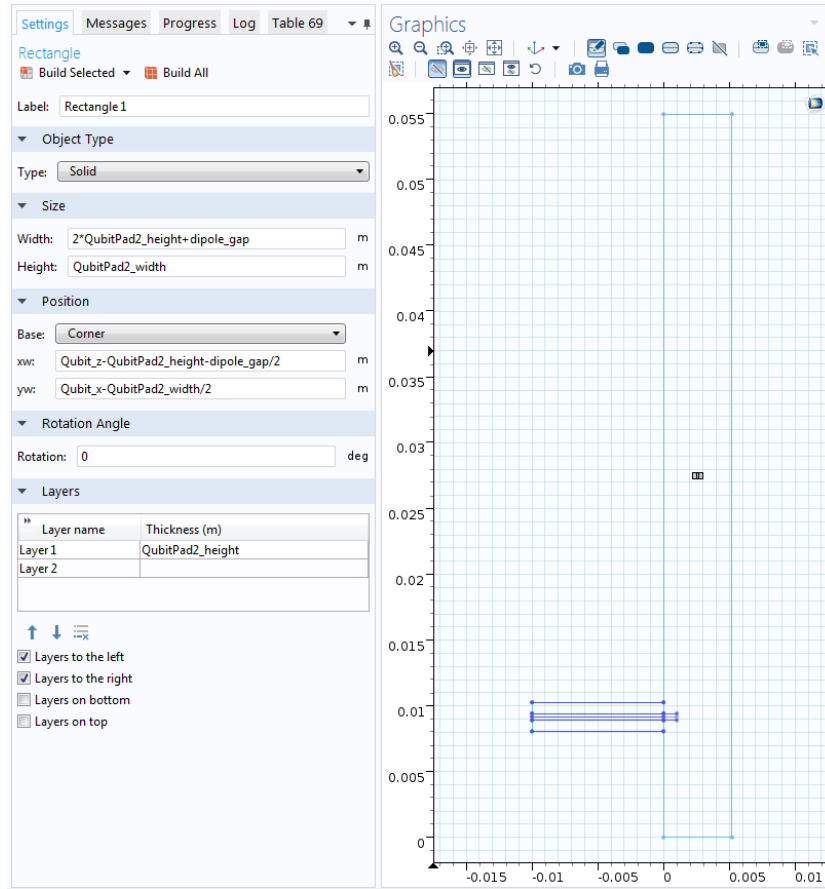 Settings Messages Progress Log Table 69
Rectangle
Build Selected Build All
Label: Rectangle 1
Object Type
Type: Solid
Size
Width: 2*QubitPad2_height+dipole_gap m
Height: QubitPad2_width m
Position
Base: Corner
xw: Qubit_z-QubitPad2_height-dipole_gap/2 m
yw: Qubit_x-QubitPad2_width/2 m
Rotation Angle
Rotation: 0 deg
Layers
Layer name Thickness (m)
Layer 1 QubitPad2_height
Layer 2
Layers to the left
Layers to the right
Layers on bottom
Layers on top
Graphics
0.055
0.05
0.045
0.04
0.035
0.03
0.025
0.02
0.015
0.01
0.005
0
-0.015 -0.01 -0.005 0 0.005 0.01